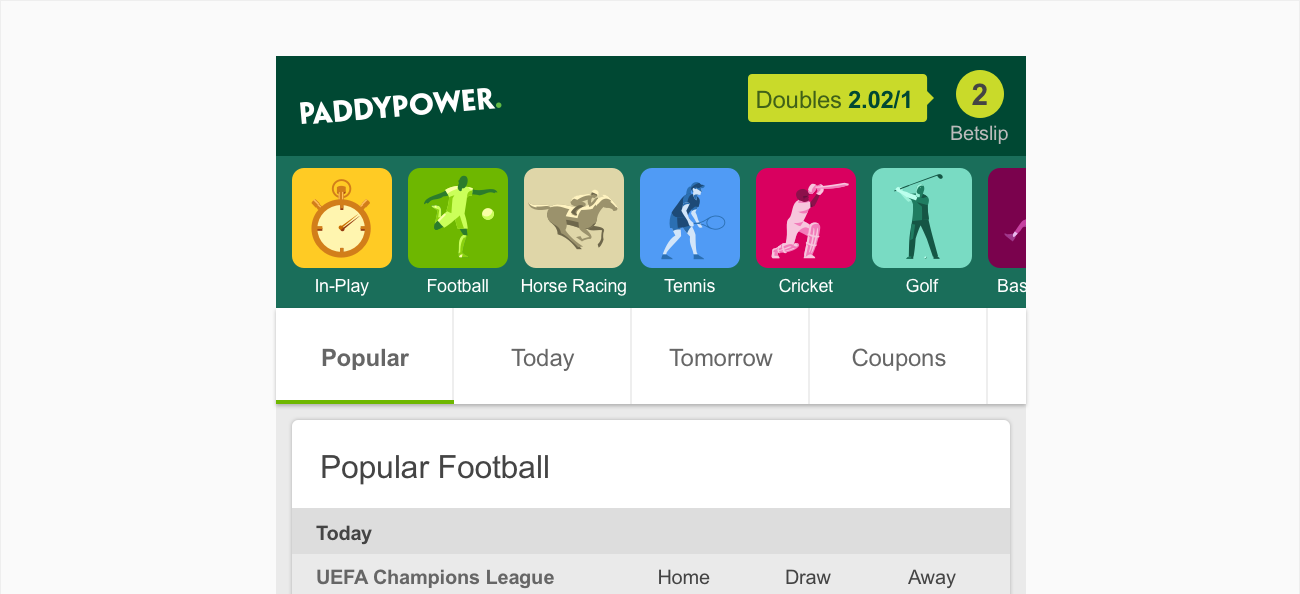 PADDYPOWER.
Doubles 2.02/1
2
Betslip
In-Play
Football
Horse Racing
Tennis
Cricket
Golf
Bas
Popular
Today
Tomorrow
Coupons
Popular Football
Today
UEFA Champions League
Home
Draw
Away